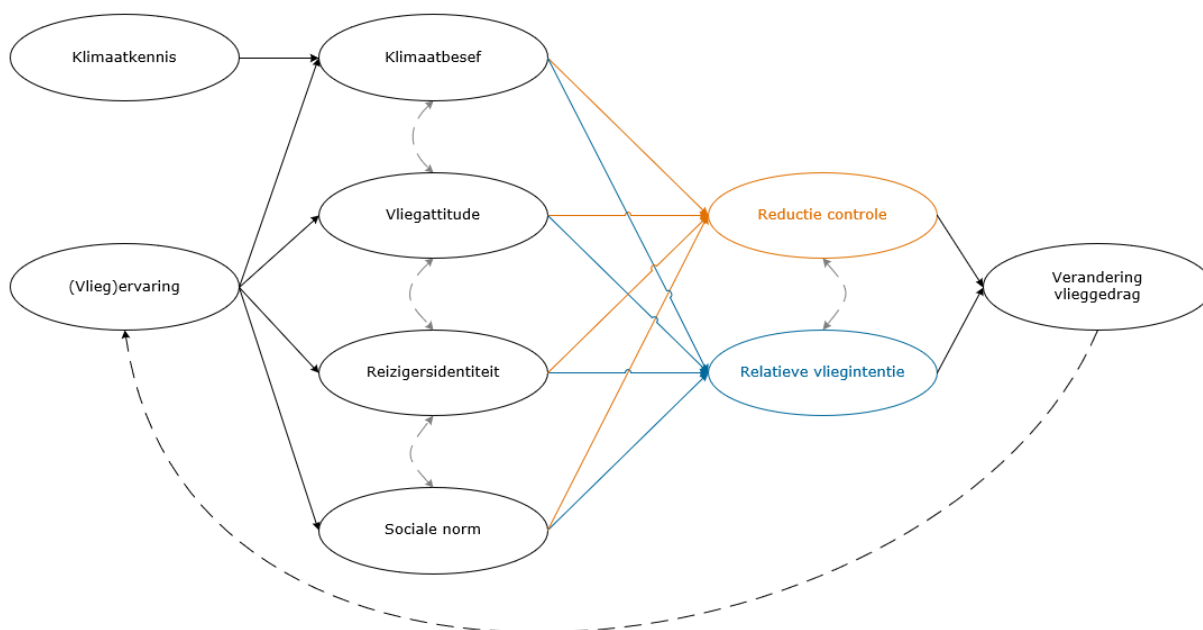 Klimaatkennis
Klimaatbesef
Vliegattitude
Reductie controle
(Vlieg)ervaring
Verandering
vlieggedrag
Reizigersidentiteit
Relatieve vliegintentie
Sociale norm